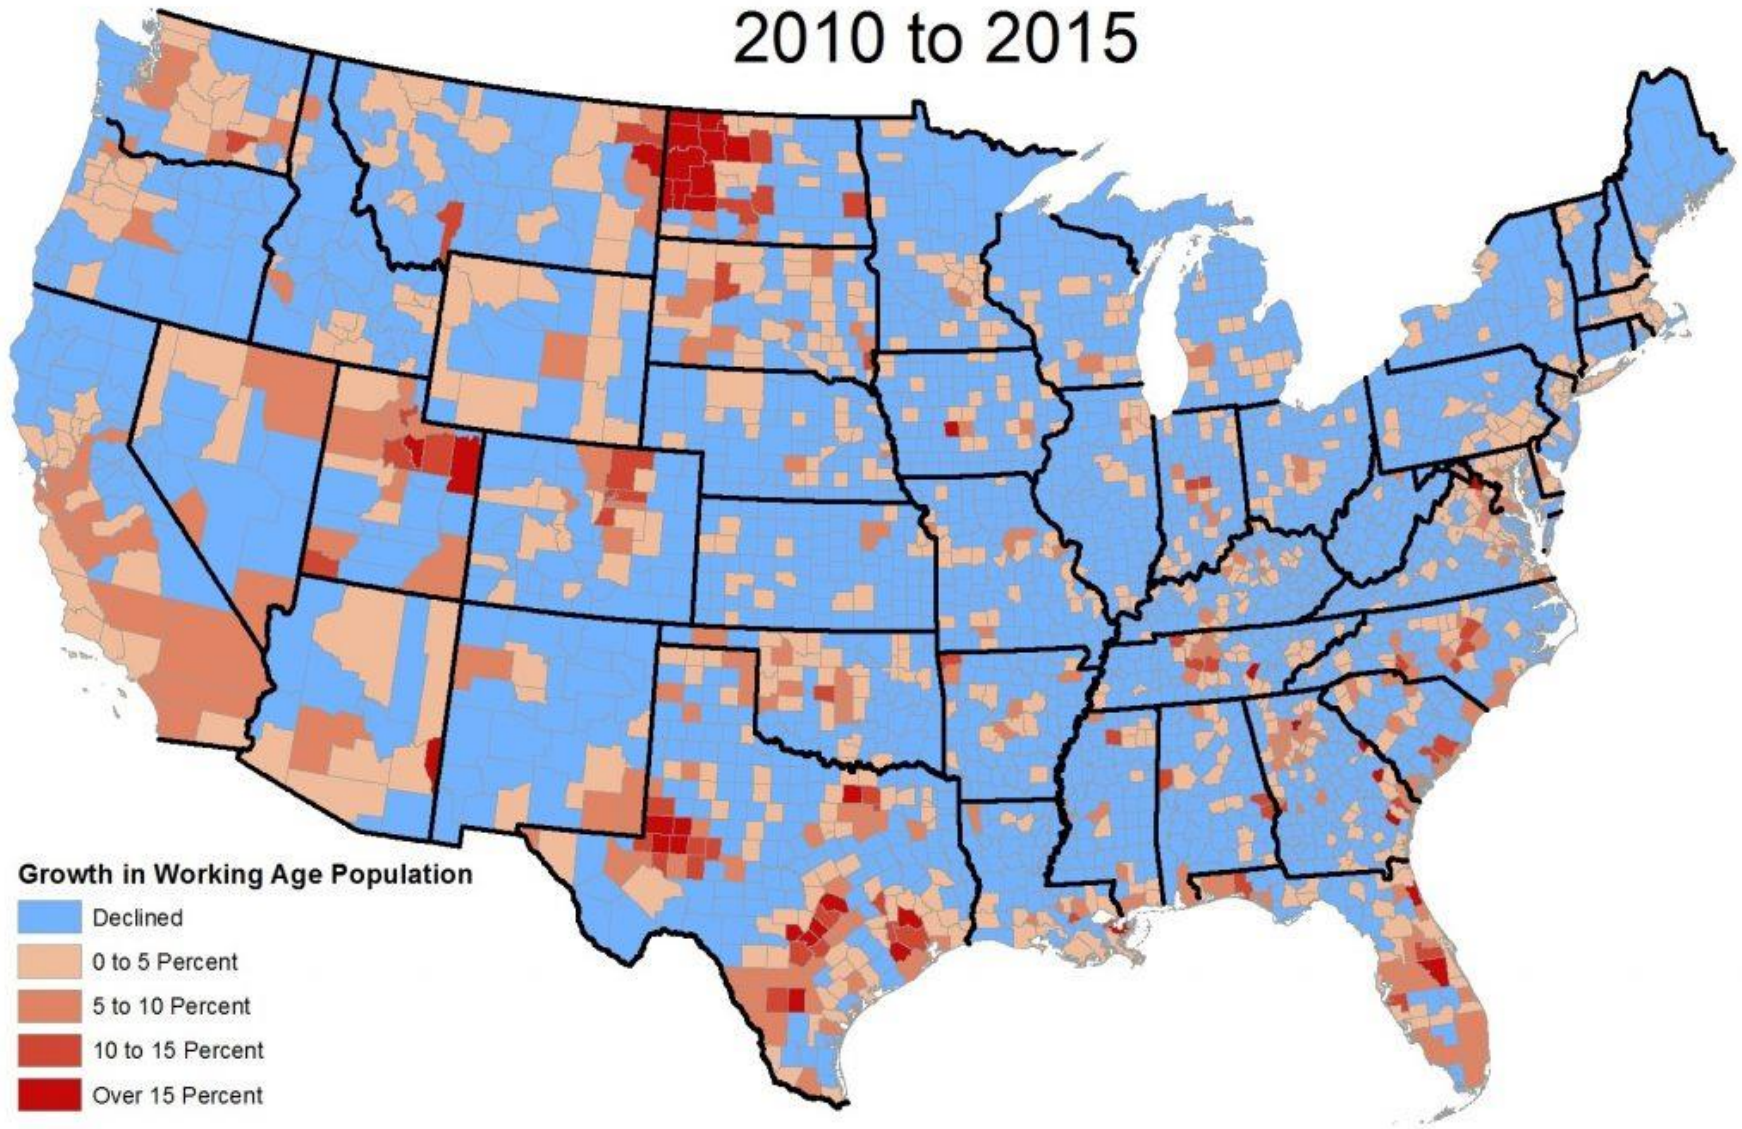 2010 to 2015
Growth in Working Age Population
Declined
0 to 5 Percent
5 to 10 Percent
10 to 15 Percent
Over 15 Percent